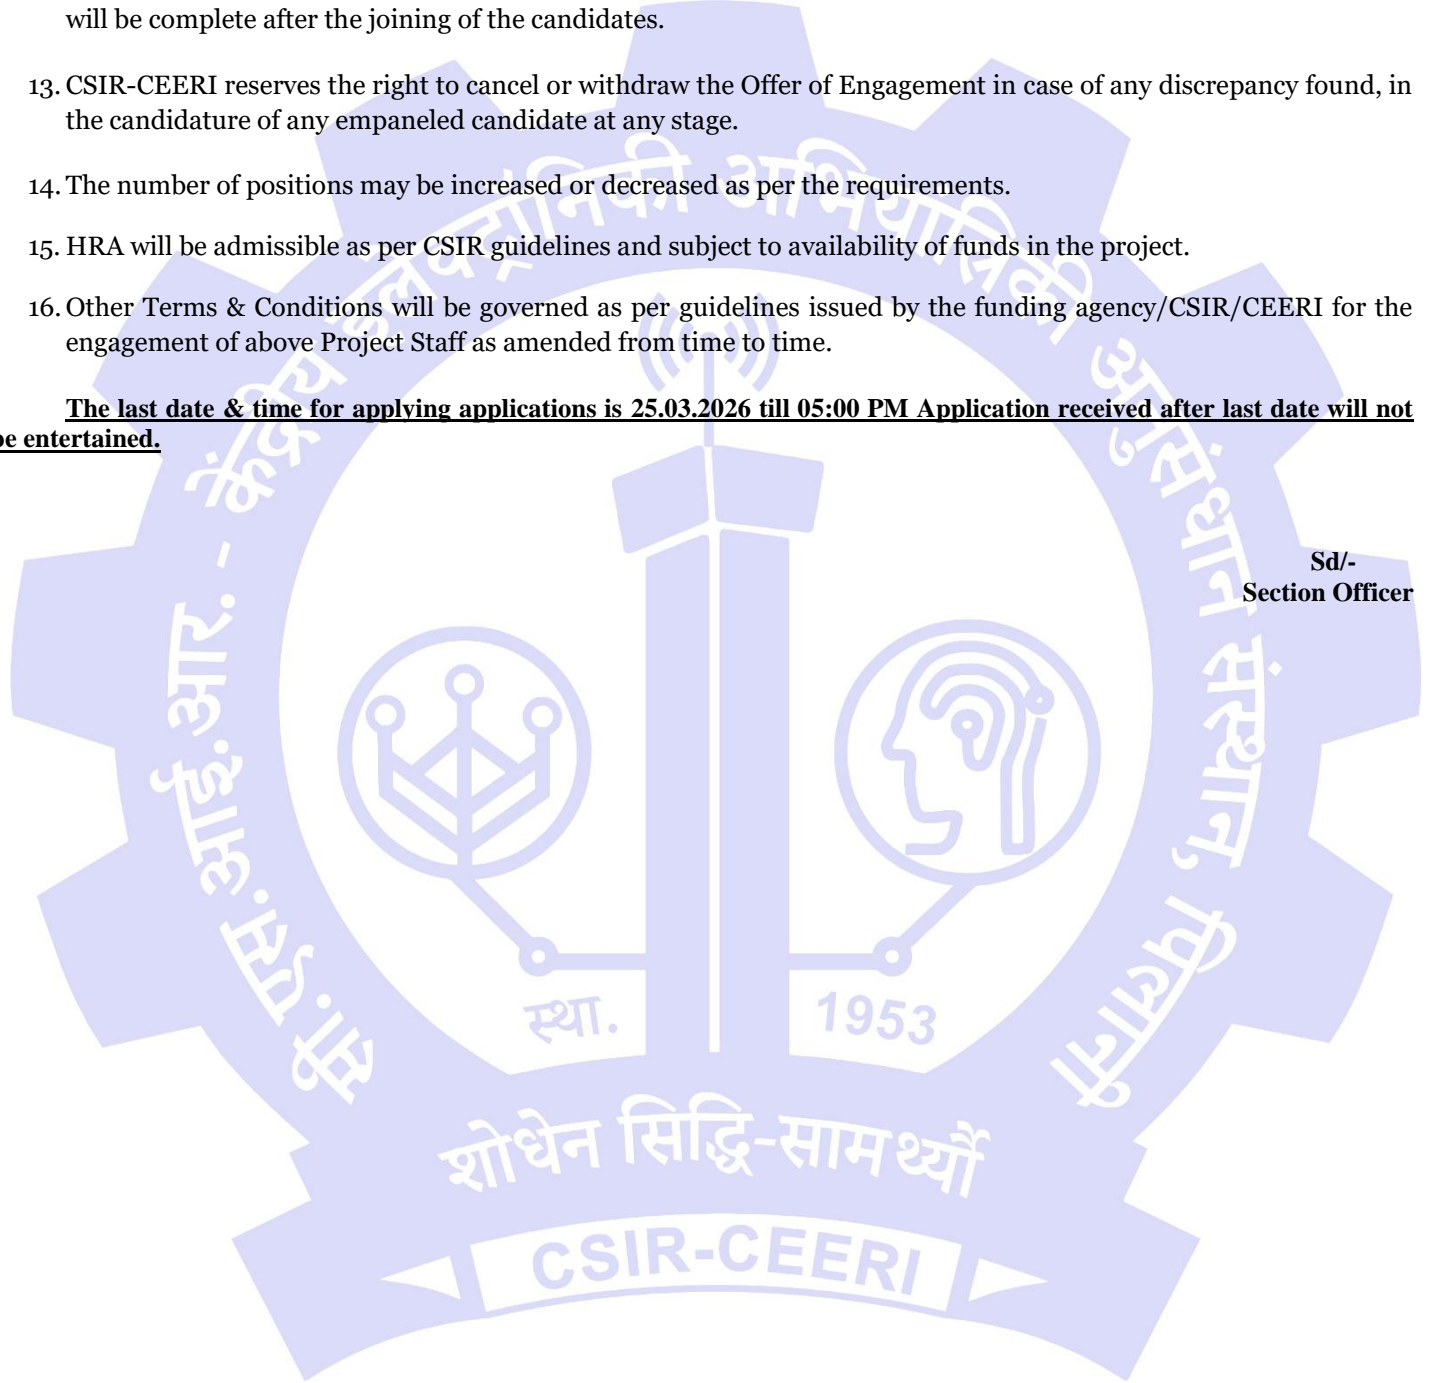 will be complete after the joining of the candidates.
13. CSIR-CEERI reserves the right to cancel or withdraw the Offer of Engagement in case of any discrepancy found, in
the candidature of any empaneled candidate at any stage.
14. The number of positions may be increased or decreased as per the requirements.
15. HRA will be admissible as per CSIR guidelines and subject to availability of funds in the project.
16. Other Terms & Conditions will be governed as per guidelines issued by the funding agency/CSIR/CEERI for the
engagement of above Project Staff as amended from time to time.
The last date & time for applying applications is 25.03.2026 till 05:00 PM Application received after last date will not
be entertained.
Sd/-
Section Officer
सी.एस.आई.आर. - केंद्रीय इलेक्ट्रॉनिकी अभियांत्रिकी अनुसंधान संस्थान, पिलानी
स्था. 1953
शोधेन सिद्धि-सामर्थ्यौ
CSIR-CEERI